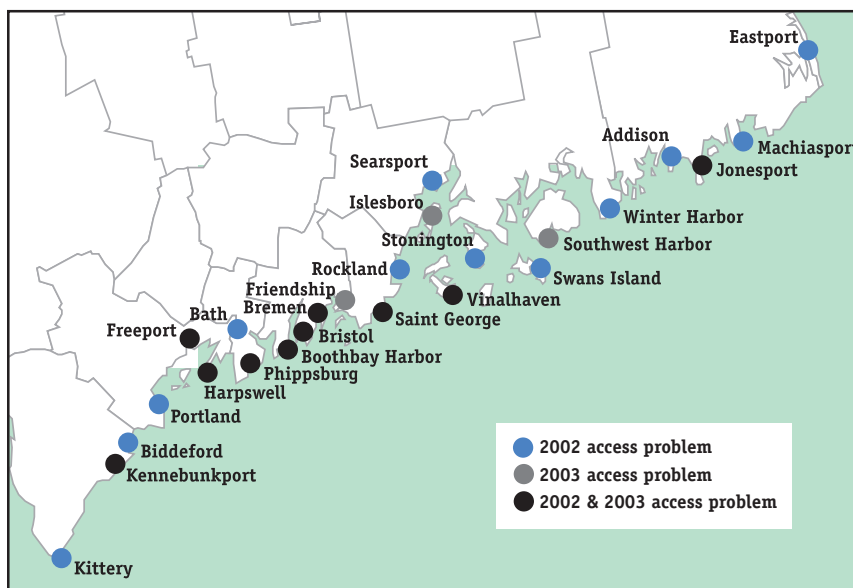 Eastport
Addison
Machiasport
Searsport
Jonesport
Islesboro
Winter Harbor
Stonington
Southwest Harbor
Rockland
Swans Island
Friendship
Vinalhaven
Bremen
Bath
Saint George
Freeport
Bristol
Boothbay Harbor
Phippsburg
Harpswell
Portland
Biddeford
Kennebunkport
Kittery
2002 access problem
2003 access problem
2002 & 2003 access problem